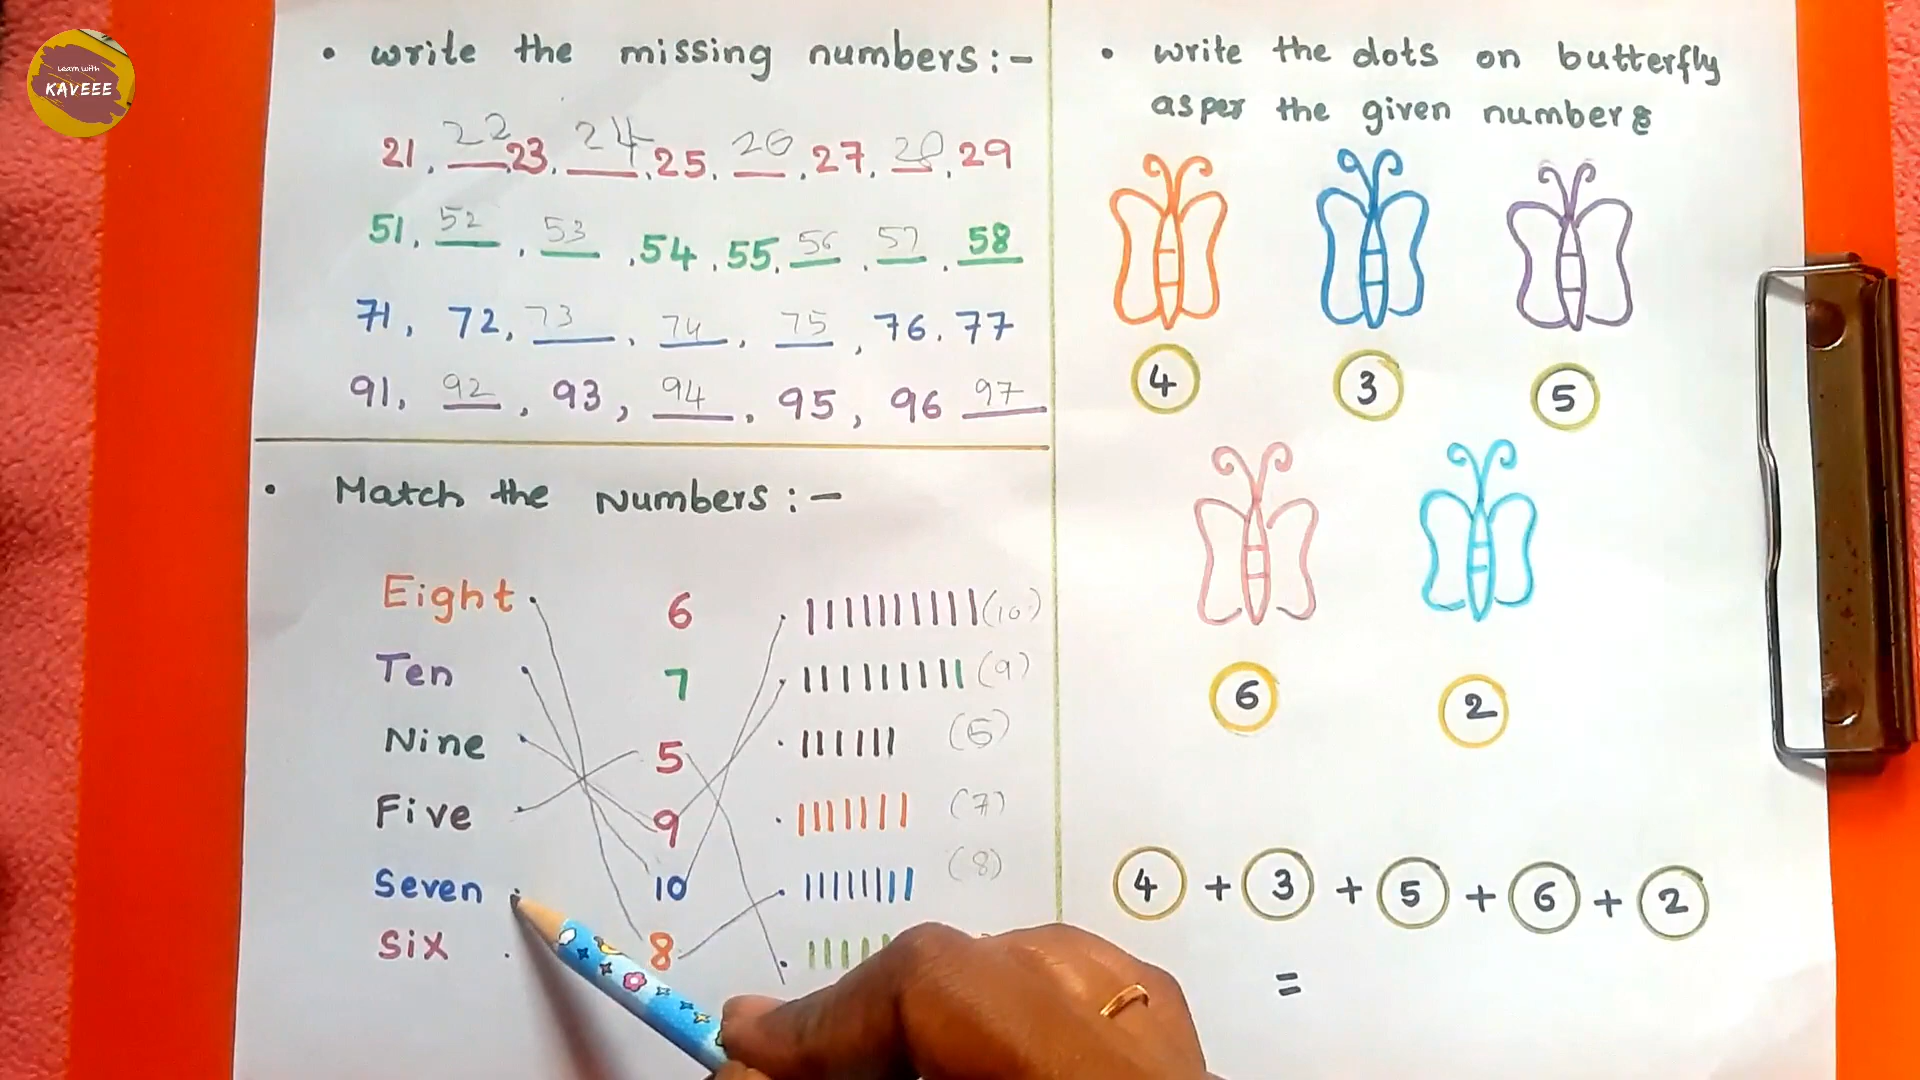 Learn with
KAVEEE
• write the missing numbers:-
21, 22, 23, 24, 25, 26, 27, 28, 29
51, 52, 53, 54, 55, 56, 57, 58
71, 72, 73, 74, 75, 76, 77
91, 92, 93, 94, 95, 96 97
• Match the Numbers:-
Eight 6 (10)
Ten 7 (9)
Nine 5
Five 9 (7)
Seven 10 (8)
Six 8
• write the dots on butterfly
as per the given numbers
4 3 5
6 2
4 + 3 + 5 + 6 + 2
=